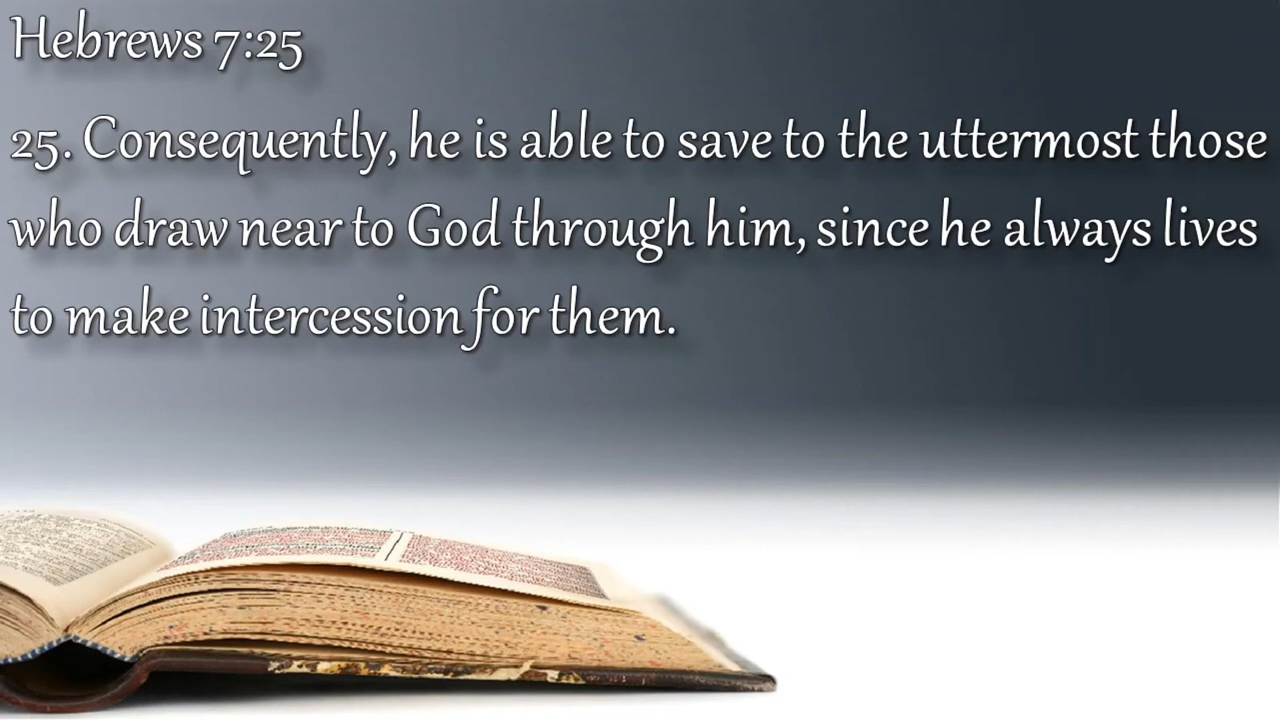 Hebrews 7:25
25. Consequently, he is able to save to the uttermost those
who draw near to God through him, since he always lives
to make intercession for them.